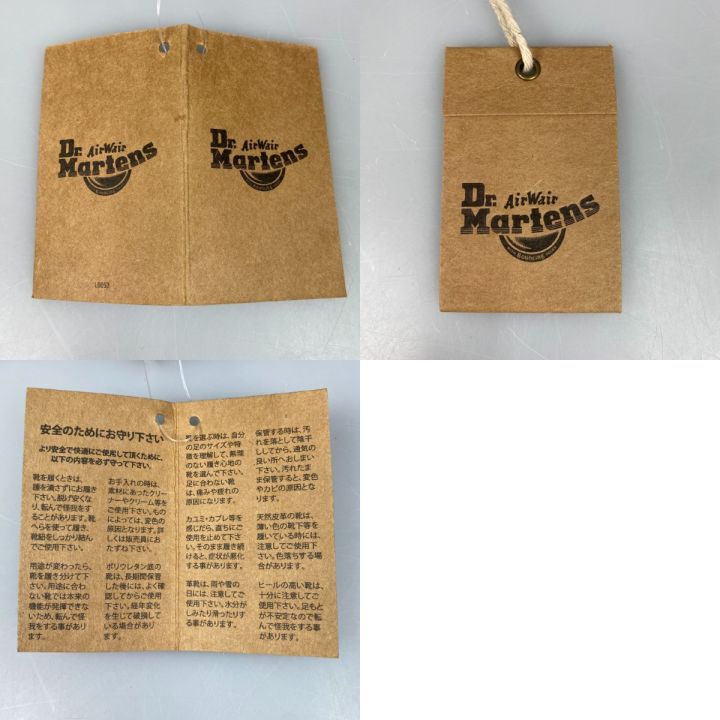 Dr. AirWair
Martens
Dr. AirWair
Martens
L0053
Dr. AirWair
Martens
WITH BOUNCING SOLES
安全のためにお守り下さい
より安全で快適にご使用して頂くために、
以下の内容を必ず守って下さい。
靴を履くときは、
踵を潰さずにお履き
下さい。脱げ安くな
り、転んで怪我をす
ることがあります。靴
へらを使って履き、
靴紐をしっかり結ん
でご使用下さい。
用途が変わったら、
靴を履き分けて下
さい。用途に合わ
ない靴では本来の
機能が発揮できな
いため、転んで怪
我をする事があり
ます。
お手入れの時は、
素材にあったクリー
ナーやクリーム等を
ご使用下さい。もの
によっては、変色の
原因となります。詳
しくは販売員にお
たずね下さい。
ポリウレタン底の
靴は、長期間保管
した後には、よく確
認してからご使用
下さい。経年変化
を生じて破損して
いる場合があり
ます。
靴を選ぶ時は、自分
の足のサイズや特
徴を理解して、無理
のない履き心地の
靴を選んで下さい。
足に合わない靴
は、痛みや疲れの
原因になります。
カユミ・カブレ等を
感じたら、直ちにご
使用を止めて下さ
い。そのまま履き続
けると、症状が悪化
する事があります。
革靴は、雨や雪の
日には、注意してご
使用下さい。水分が
しみたり滑ったりす
る事があります。
保管する時は、汚
れを落として陰干
ししてから、通気の
良い所へおしまい
下さい。汚れたま
ま保管すると、変色
やカビの原因とな
ります。
天然皮革の靴は、
薄い色の靴下等を
履いている時には、
注意してご使用下
さい。色落ちする場
合があります。
ヒールの高い靴は、
十分に注意してご
使用下さい。足もと
が不安定なので転
んで怪我をする事
があります。